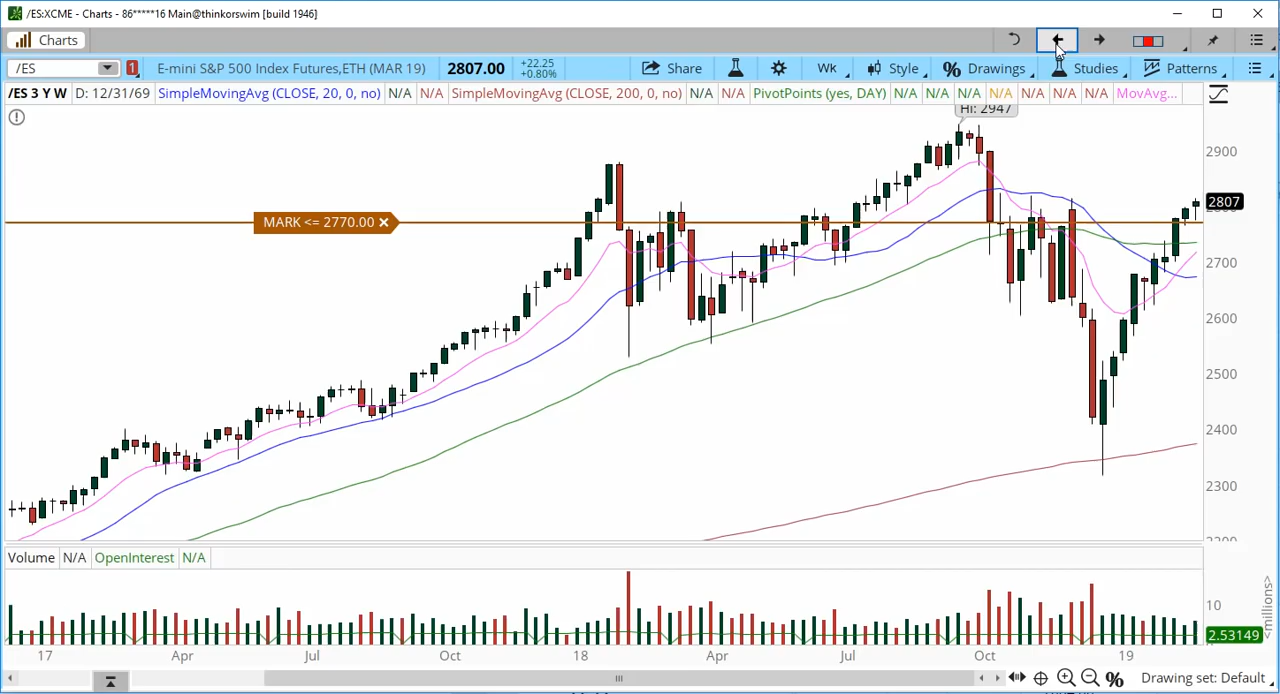 /ES:XCME - Charts - 86*****16 Main@thinkorswim [build 1946]
Charts
/ES 1 E-mini S&P 500 Index Futures,ETH (MAR 19) 2807.00 +22.25 +0.80% Share Wk Style % Drawings Studies Patterns
/ES 3 Y W D: 12/31/69 SimpleMovingAvg (CLOSE, 20, 0, no) N/A N/A SimpleMovingAvg (CLOSE, 200, 0, no) N/A N/A PivotPoints (yes, DAY) N/A N/A N/A N/A N/A N/A N/A MovAvg...
Hi: 2947
2900
2807
MARK <= 2770.00
2700
2600
2500
2400
2300
Volume N/A OpenInterest N/A
10
2.53149
<millions>
17 Apr Jul Oct 18 Apr Jul Oct 19
% Drawing set: Default